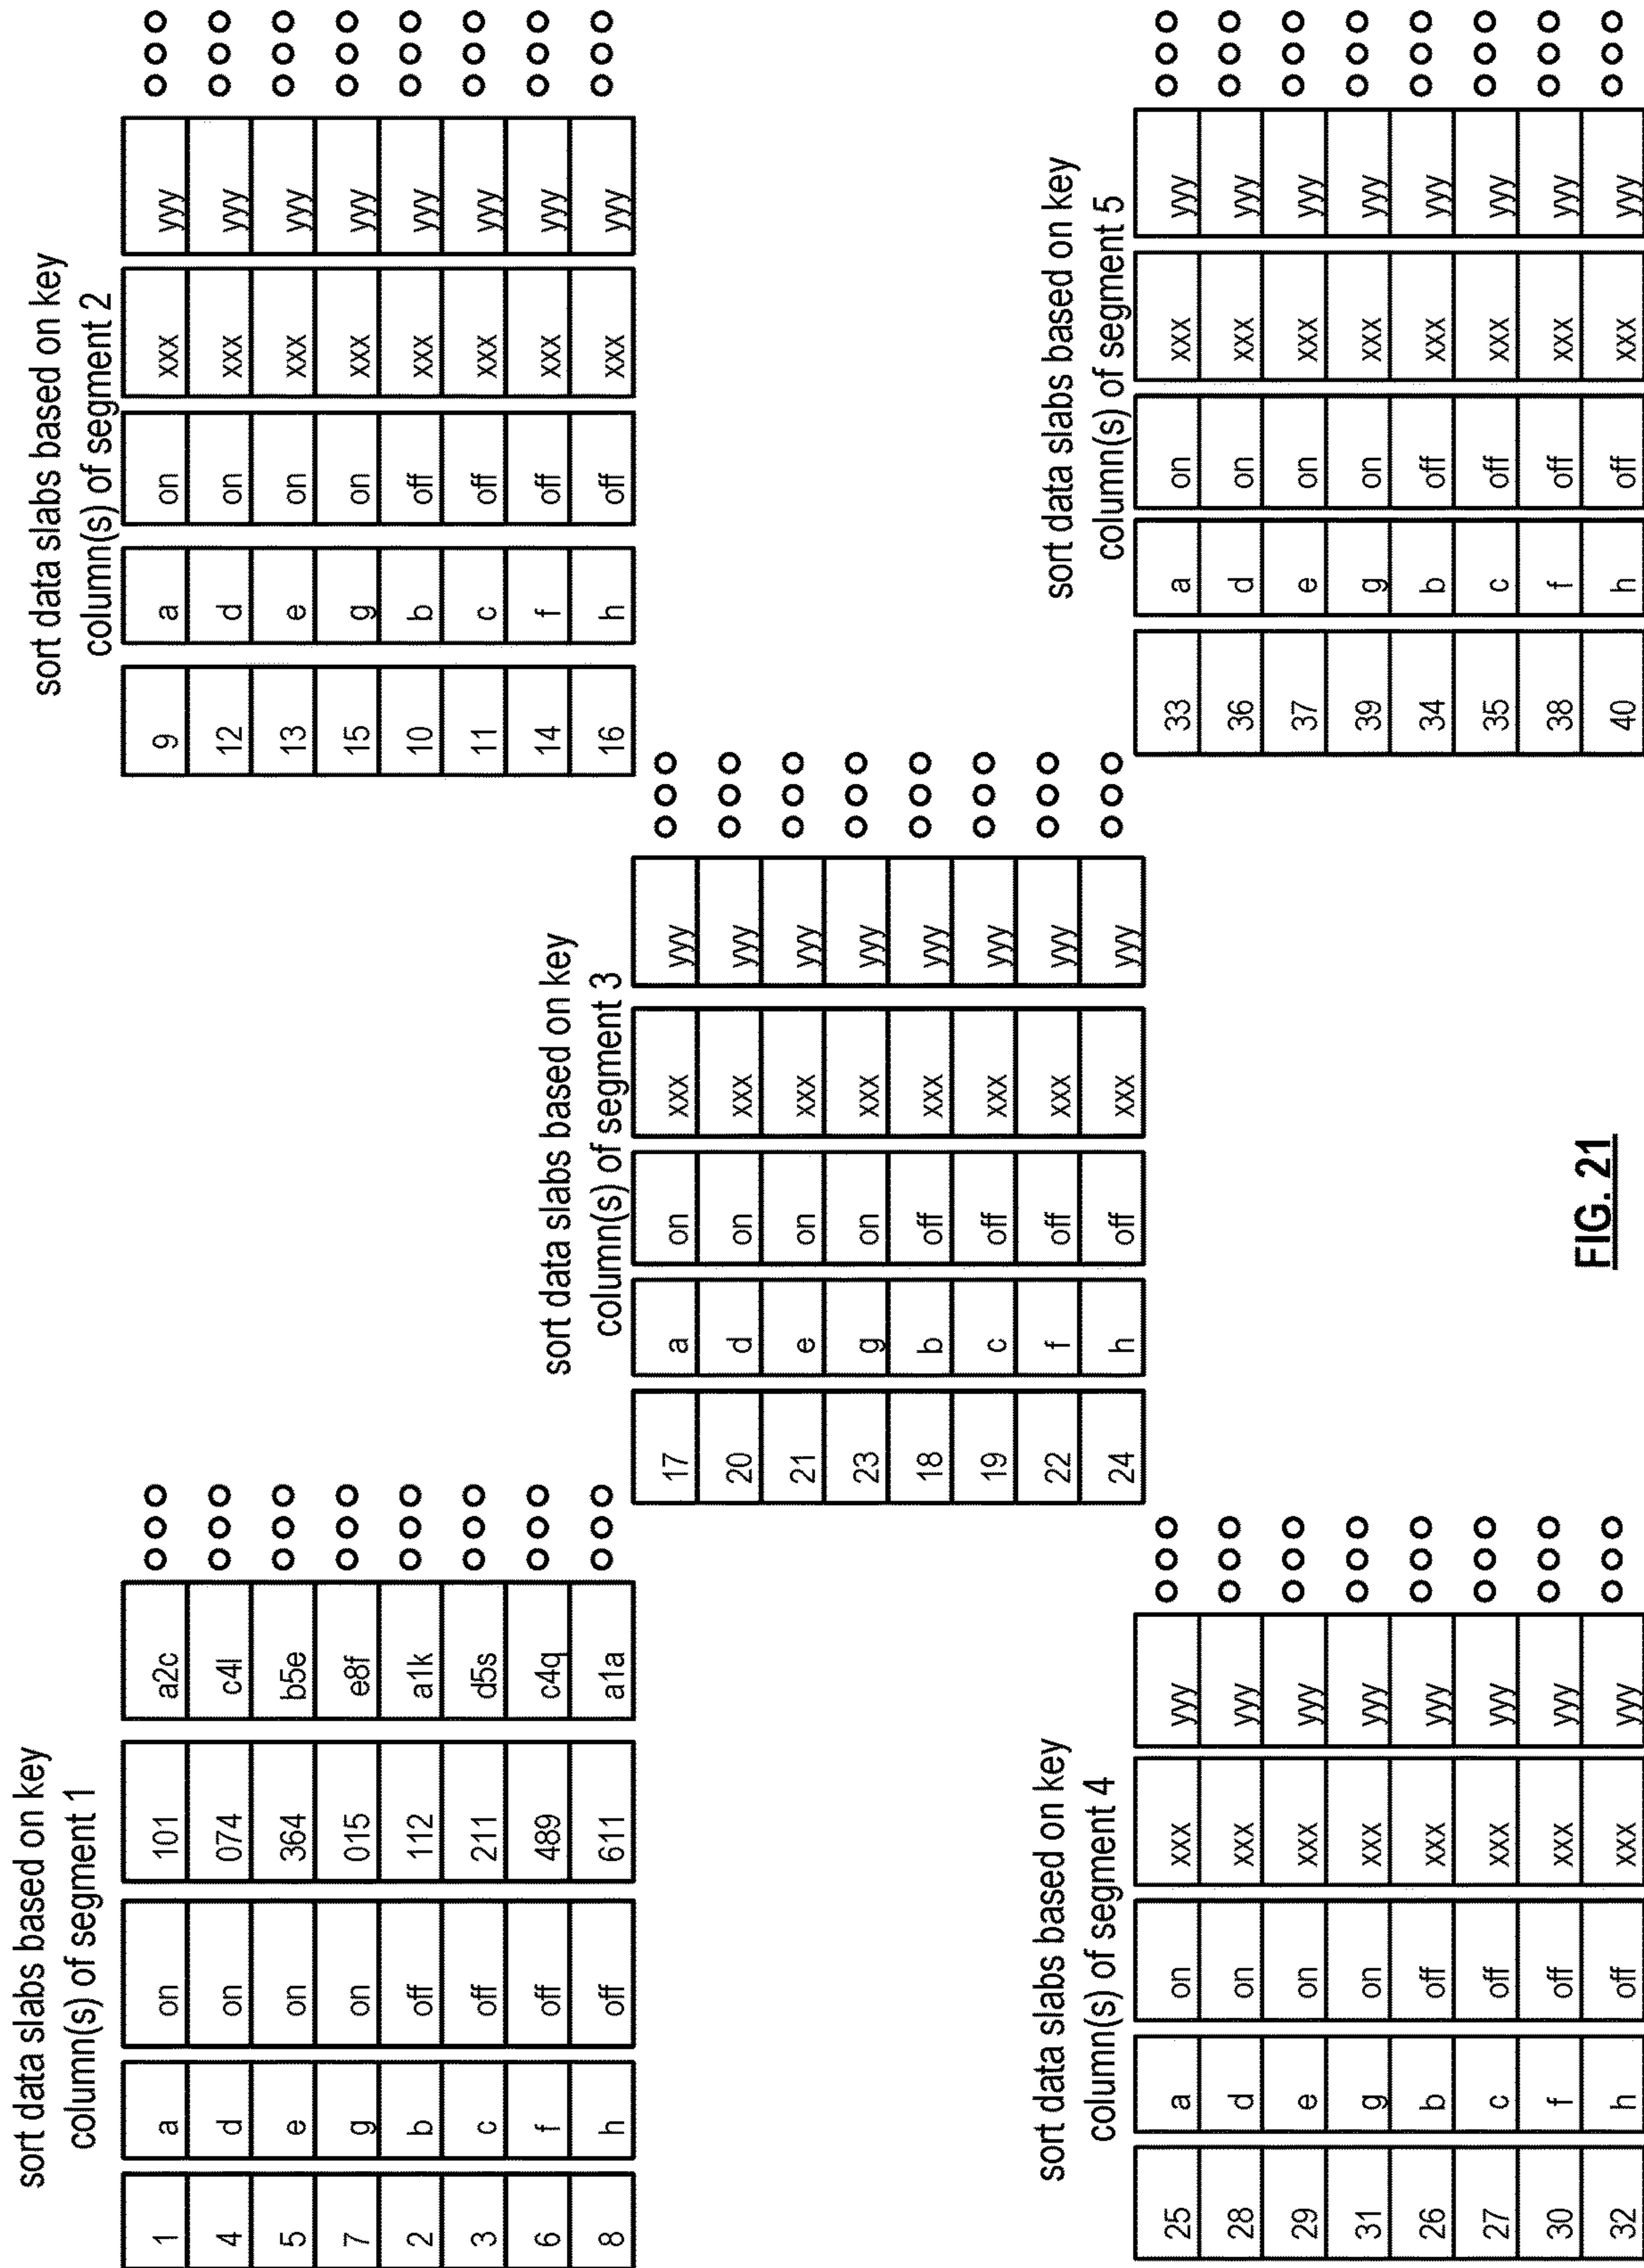 sort data slabs based on key
column(s) of segment 1
1 a on 101 a2c
4 d on 074 c4l
5 e on 364 b5e
7 g on 015 e8f
2 b off 112 a1k
3 c off 211 d5s
6 f off 489 c4q
8 h off 611 a1a
sort data slabs based on key
column(s) of segment 2
9 a on xxx yyy
12 d on xxx yyy
13 e on xxx yyy
15 g on xxx yyy
10 b off xxx yyy
11 c off xxx yyy
14 f off xxx yyy
16 h off xxx yyy
sort data slabs based on key
column(s) of segment 3
17 a on xxx yyy
20 d on xxx yyy
21 e on xxx yyy
23 g on xxx yyy
18 b off xxx yyy
19 c off xxx yyy
22 f off xxx yyy
24 h off xxx yyy
sort data slabs based on key
column(s) of segment 4
25 a on xxx yyy
28 d on xxx yyy
29 e on xxx yyy
31 g on xxx yyy
26 b off xxx yyy
27 c off xxx yyy
30 f off xxx yyy
32 h off xxx yyy
sort data slabs based on key
column(s) of segment 5
33 a on xxx yyy
36 d on xxx yyy
37 e on xxx yyy
39 g on xxx yyy
34 b off xxx yyy
35 c off xxx yyy
38 f off xxx yyy
40 h off xxx yyy
FIG. 21